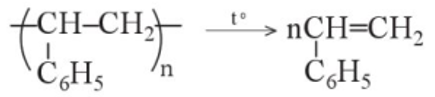 (CH–CH₂)n t° → nCH=CH₂
C₆H₅ C₆H₅